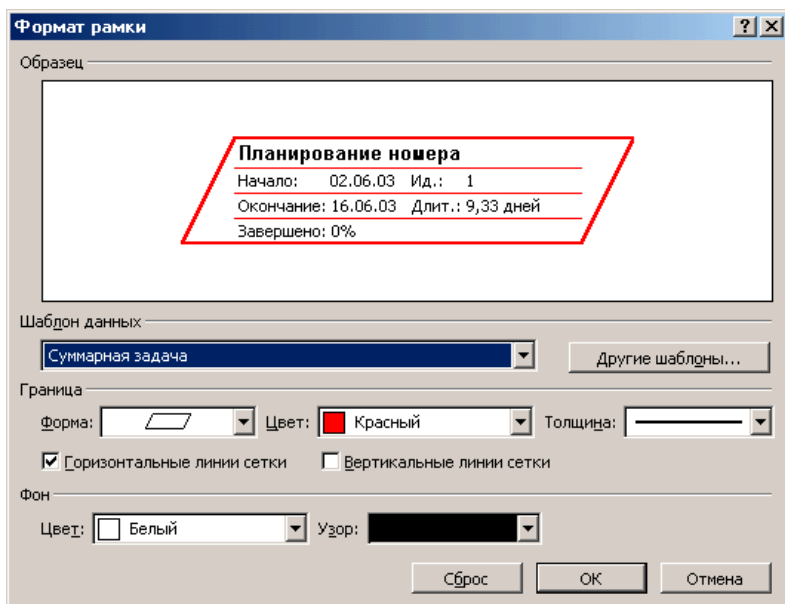 Формат рамки
Образец
Планирование номера
Начало: 02.06.03 Ид.: 1
Окончание: 16.06.03 Длит.: 9,33 дней
Завершено: 0%
Шаблон данных
Суммарная задача
Другие шаблоны...
Граница
Форма: Цвет: Красный Толщина:
Горизонтальные линии сетки Вертикальные линии сетки
Фон
Цвет: Белый Узор:
Сброс ОК Отмена